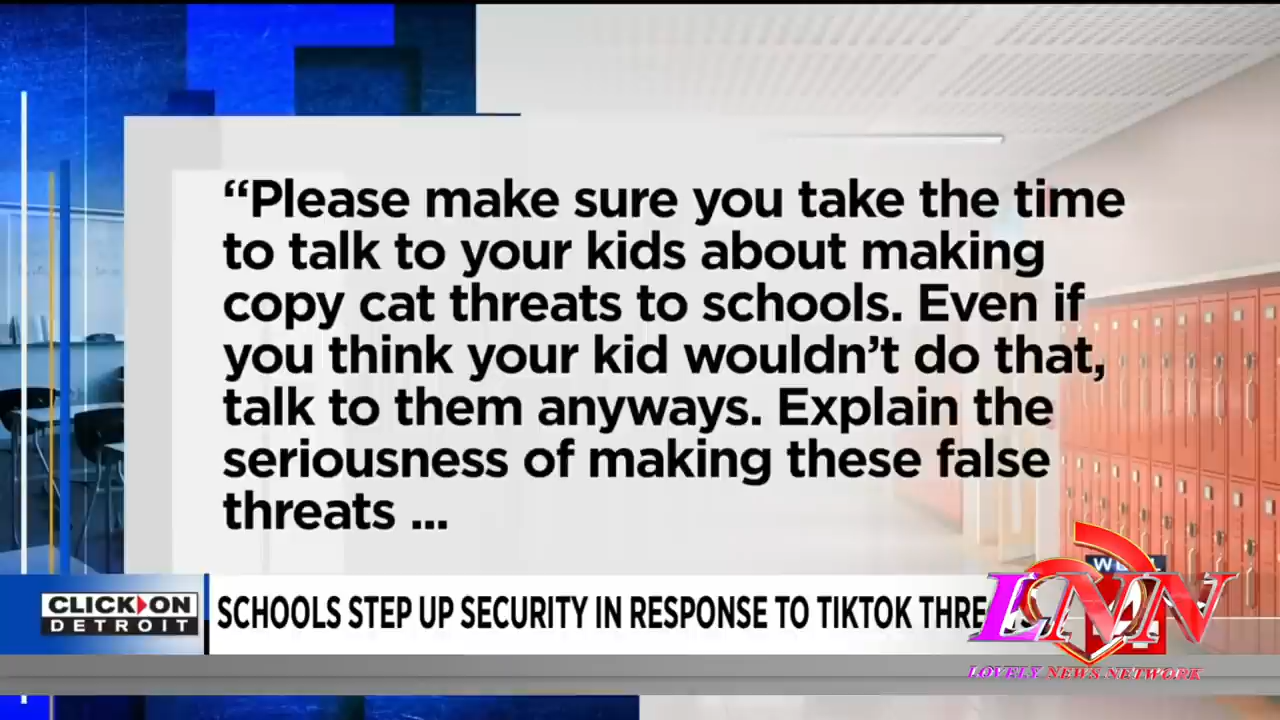 “Please make sure you take the time
to talk to your kids about making
copy cat threats to schools. Even if
you think your kid wouldn’t do that,
talk to them anyways. Explain the
seriousness of making these false
threats ...
CLICK ON
DETROIT
SCHOOLS STEP UP SECURITY IN RESPONSE TO TIKTOK THRE
LNN
LOVELY NEWS NETWORK